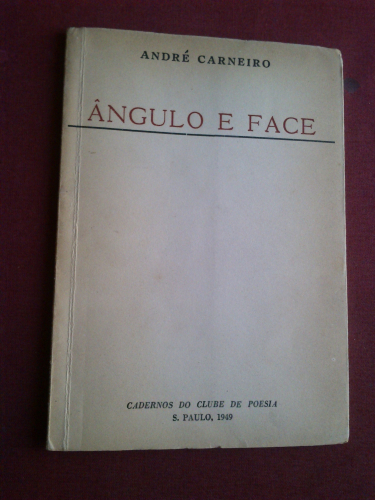 ANDRÉ CARNEIRO
ÂNGULO E FACE
CADERNOS DO CLUBE DE POESIA
S. PAULO, 1949